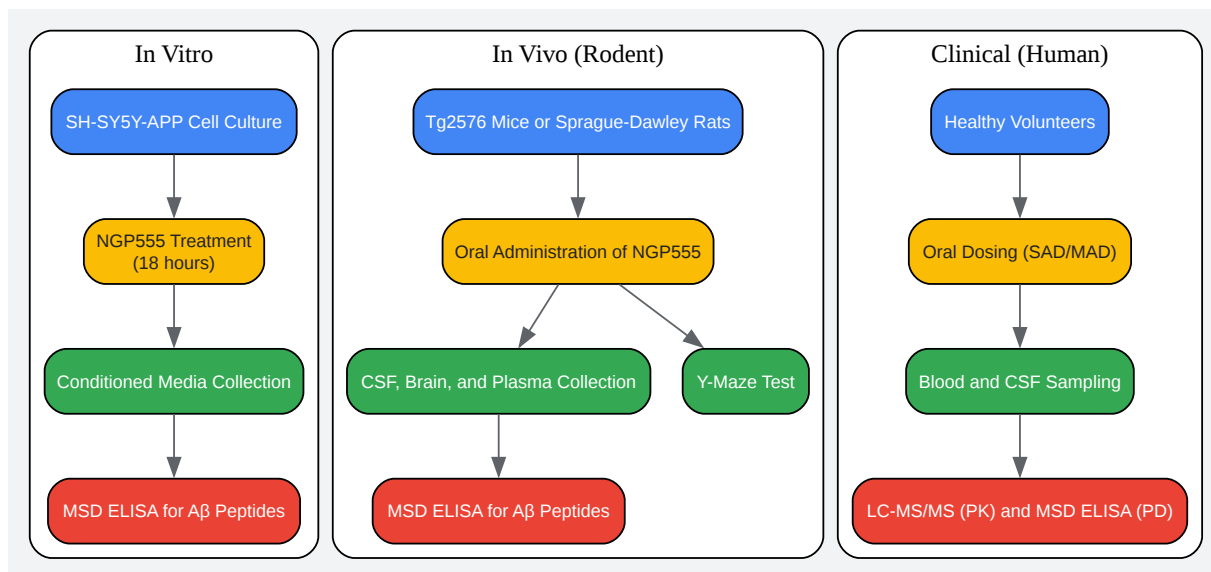 In Vitro
SH-SY5Y-APP Cell Culture
NGP555 Treatment
(18 hours)
Conditioned Media Collection
MSD ELISA for Aβ Peptides
In Vivo (Rodent)
Tg2576 Mice or Sprague-Dawley Rats
Oral Administration of NGP555
CSF, Brain, and Plasma Collection
Y-Maze Test
MSD ELISA for Aβ Peptides
Clinical (Human)
Healthy Volunteers
Oral Dosing (SAD/MAD)
Blood and CSF Sampling
LC-MS/MS (PK) and MSD ELISA (PD)